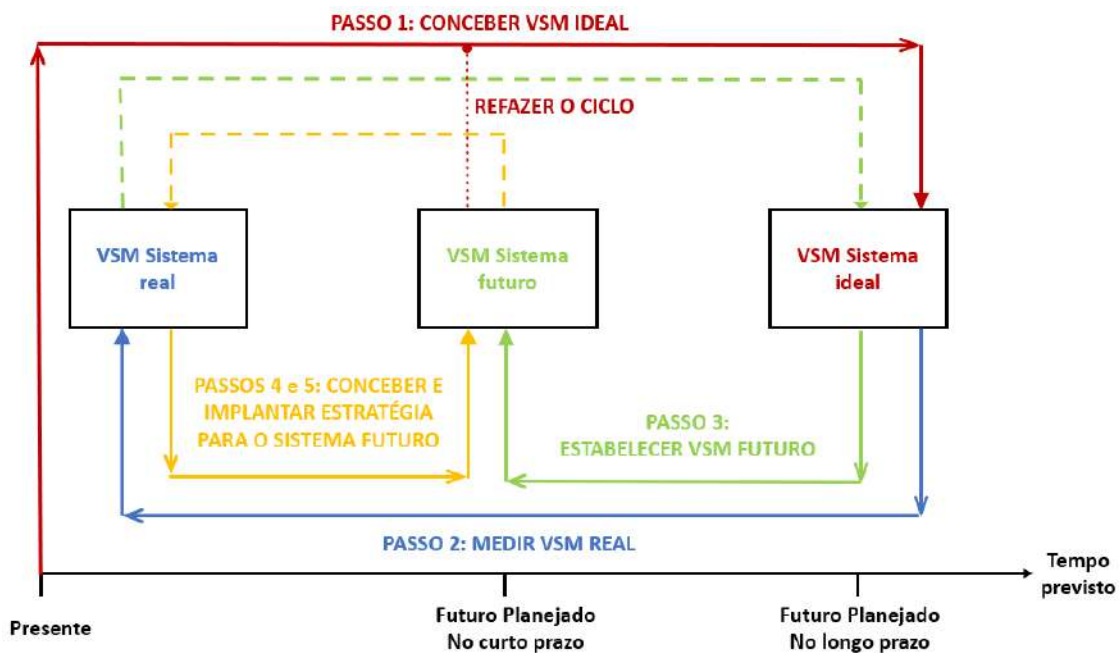 PASSO 1: CONCEBER VSM IDEAL
REFAZER O CICLO
VSM Sistema
real
VSM Sistema
futuro
VSM Sistema
ideal
PASSOS 4 e 5: CONCEBER E
IMPLANTAR ESTRATÉGIA
PARA O SISTEMA FUTURO
PASSO 3:
ESTABELECER VSM FUTURO
PASSO 2: MEDIR VSM REAL
Tempo
previsto
Presente
Futuro Planejado
No curto prazo
Futuro Planejado
No longo prazo